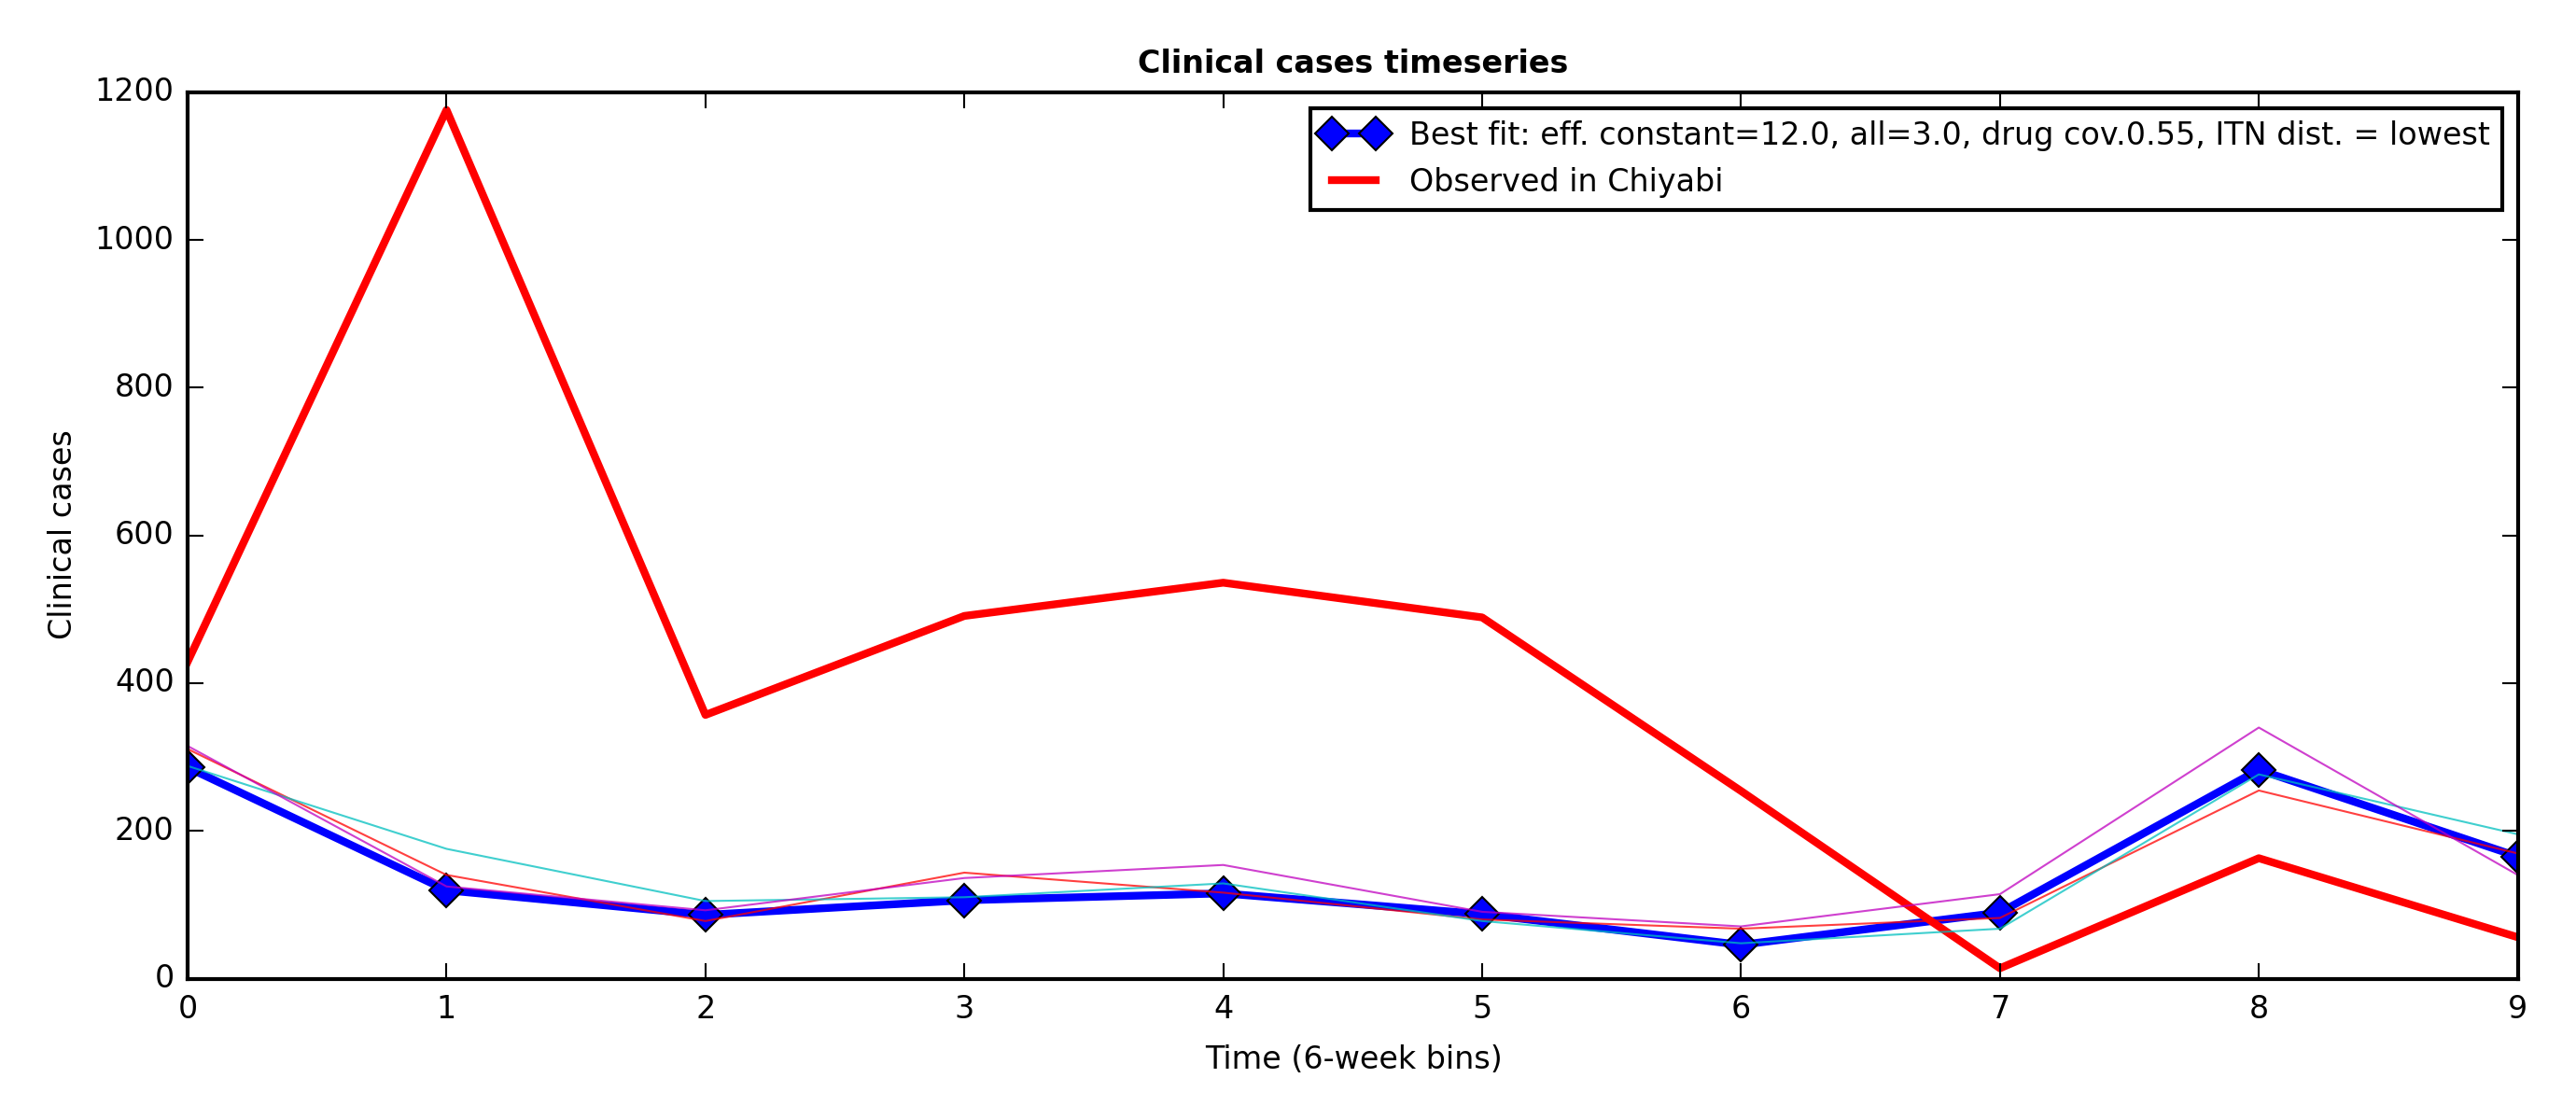 Clinical cases timeseries
1200
1000
800
600
400
200
0
Clinical cases
Best fit: eff. constant=12.0, all=3.0, drug cov.0.55, ITN dist. = lowest
Observed in Chiyabi
0 1 2 3 4 5 6 7 8 9
Time (6-week bins)